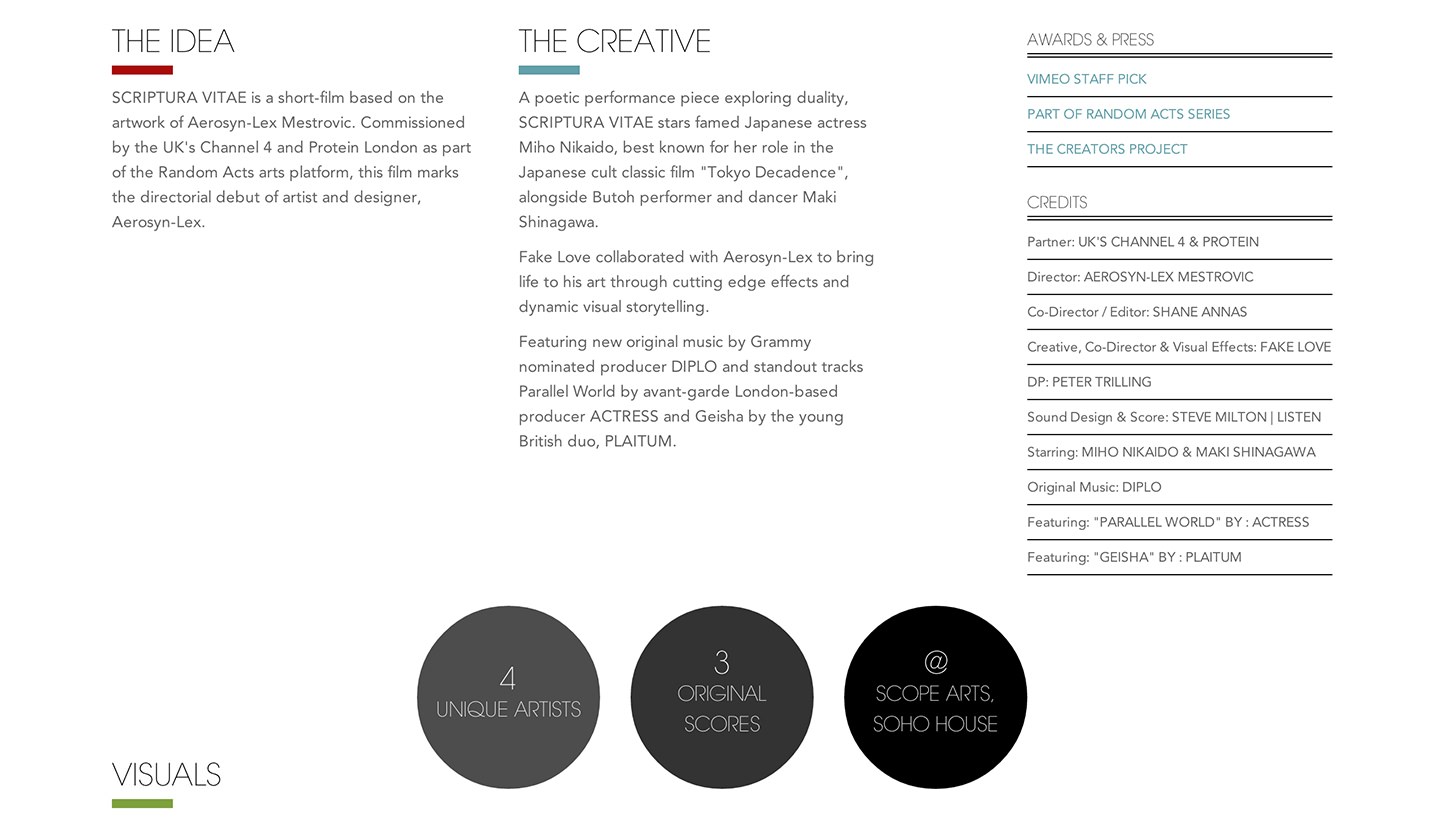 THE IDEA
SCRIPTURA VITAE is a short-film based on the
artwork of Aerosyn-Lex Mestrovic. Commissioned
by the UK's Channel 4 and Protein London as part
of the Random Acts arts platform, this film marks
the directorial debut of artist and designer,
Aerosyn-Lex.
THE CREATIVE
A poetic performance piece exploring duality,
SCRIPTURA VITAE stars famed Japanese actress
Miho Nikaido, best known for her role in the
Japanese cult classic film "Tokyo Decadence",
alongside Butoh performer and dancer Maki
Shinagawa.
Fake Love collaborated with Aerosyn-Lex to bring
life to his art through cutting edge effects and
dynamic visual storytelling.
Featuring new original music by Grammy
nominated producer DIPLO and standout tracks
Parallel World by avant-garde London-based
producer ACTRESS and Geisha by the young
British duo, PLAITUM.
AWARDS & PRESS
VIMEO STAFF PICK
PART OF RANDOM ACTS SERIES
THE CREATORS PROJECT
CREDITS
Partner: UK'S CHANNEL 4 & PROTEIN
Director: AEROSYN-LEX MESTROVIC
Co-Director / Editor: SHANE ANNAS
Creative, Co-Director & Visual Effects: FAKE LOVE
DP: PETER TRILLING
Sound Design & Score: STEVE MILTON | LISTEN
Starring: MIHO NIKAIDO & MAKI SHINAGAWA
Original Music: DIPLO
Featuring: "PARALLEL WORLD" BY : ACTRESS
Featuring: "GEISHA" BY : PLAITUM
4
UNIQUE ARTISTS
3
ORIGINAL
SCORES
@
SCOPE ARTS,
SOHO HOUSE
VISUALS